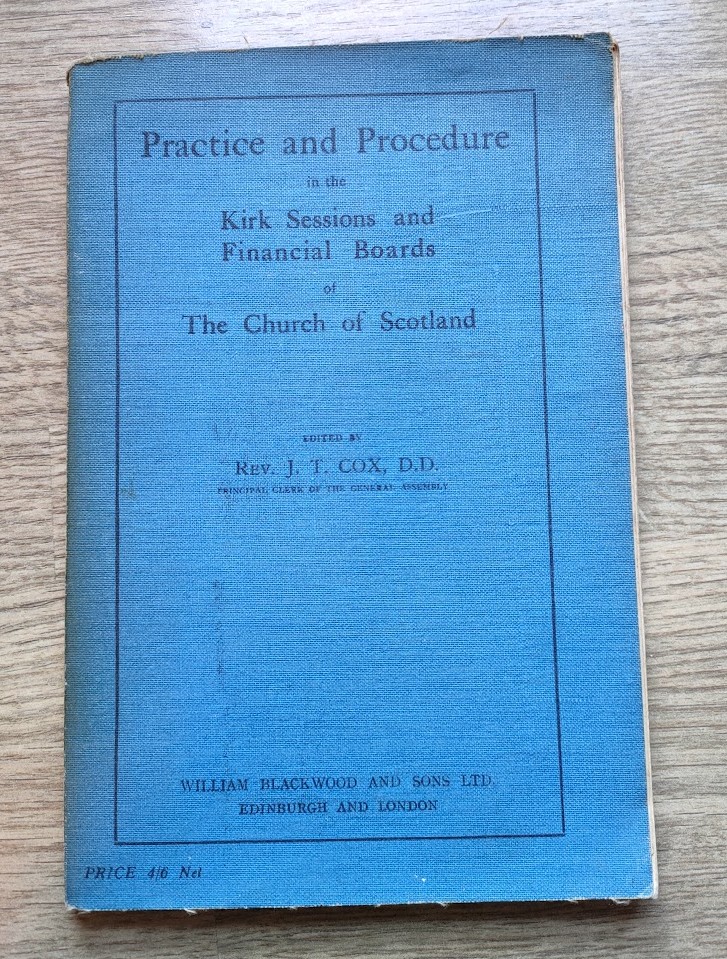 Practice and Procedure
in the
Kirk Sessions and
Financial Boards
of
The Church of Scotland
EDITED BY
REV. J. T. COX, D.D.
PRINCIPAL CLERK OF THE GENERAL ASSEMBLY
WILLIAM BLACKWOOD AND SONS LTD.
EDINBURGH AND LONDON
PRICE 4/6 Net